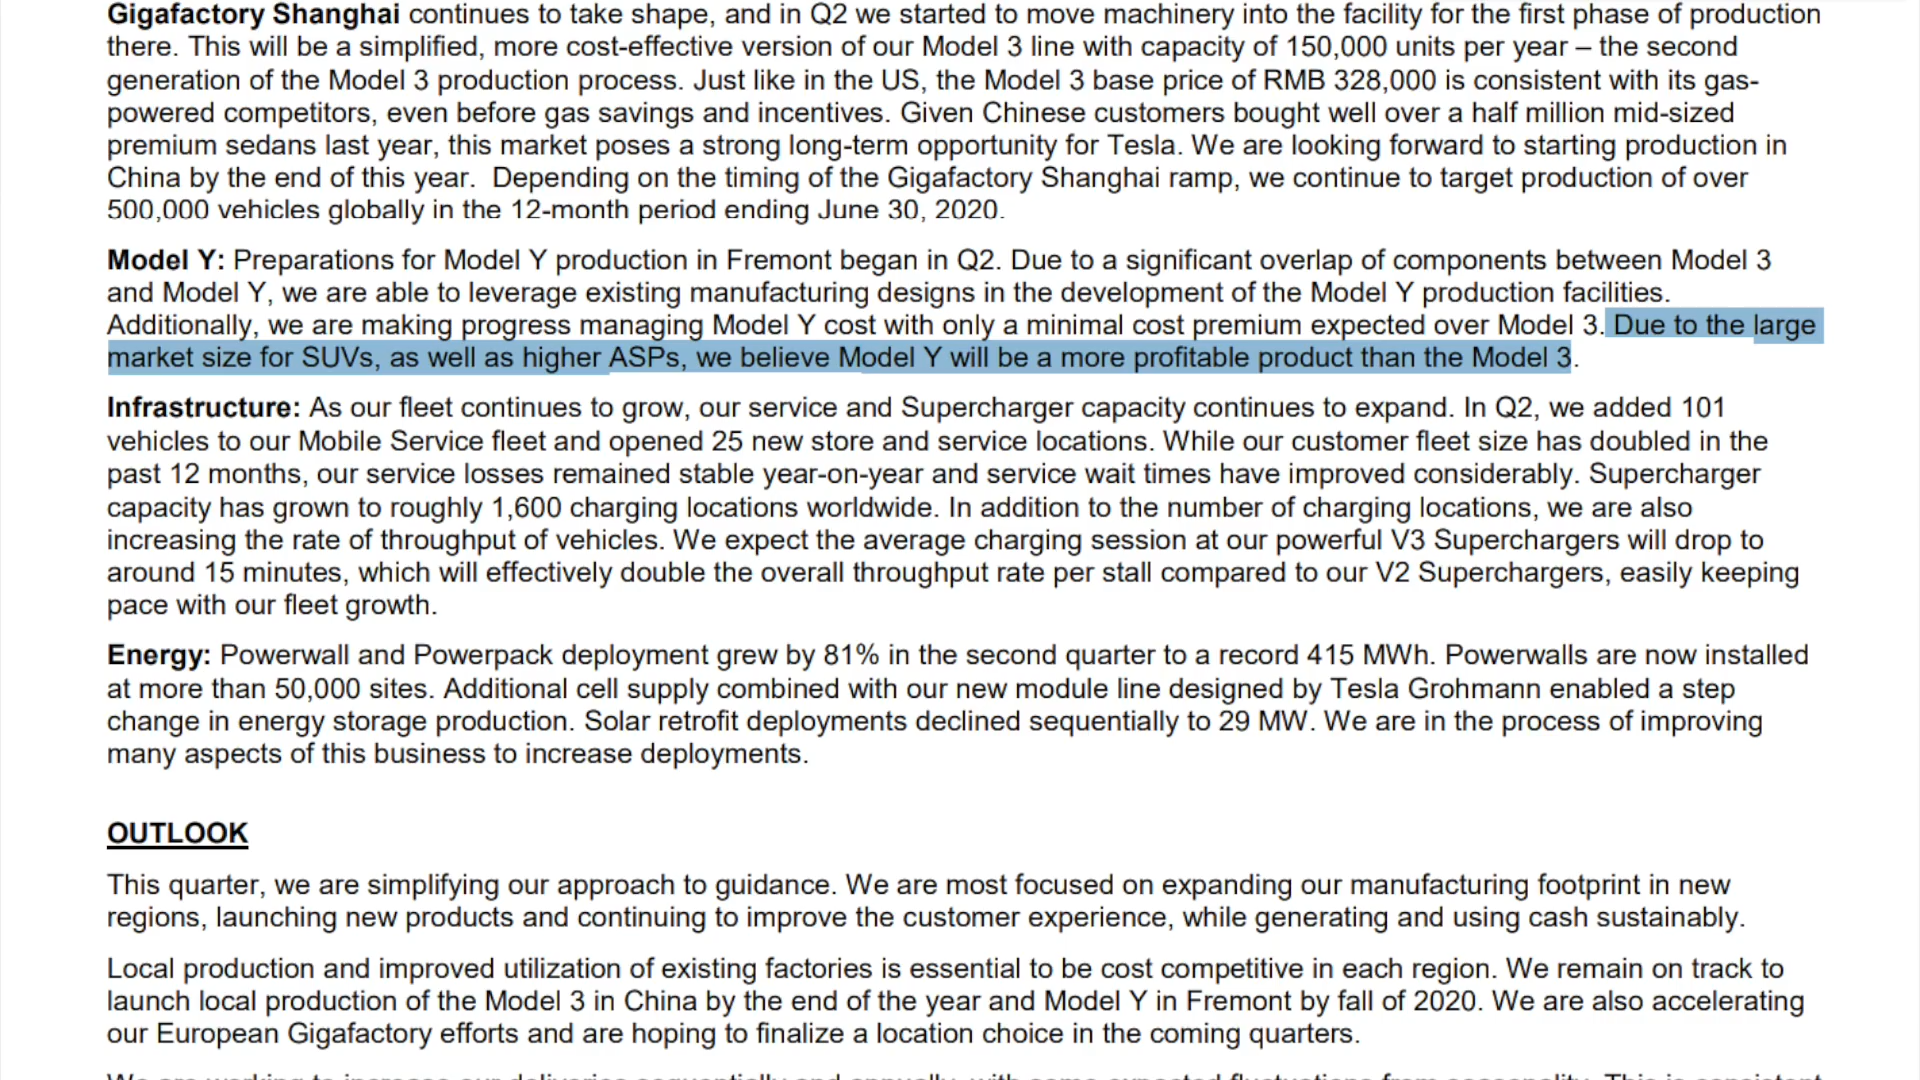 Gigafactory Shanghai continues to take shape, and in Q2 we started to move machinery into the facility for the first phase of production
there. This will be a simplified, more cost-effective version of our Model 3 line with capacity of 150,000 units per year – the second
generation of the Model 3 production process. Just like in the US, the Model 3 base price of RMB 328,000 is consistent with its gas-
powered competitors, even before gas savings and incentives. Given Chinese customers bought well over a half million mid-sized
premium sedans last year, this market poses a strong long-term opportunity for Tesla. We are looking forward to starting production in
China by the end of this year.  Depending on the timing of the Gigafactory Shanghai ramp, we continue to target production of over
500,000 vehicles globally in the 12-month period ending June 30, 2020.
Model Y: Preparations for Model Y production in Fremont began in Q2. Due to a significant overlap of components between Model 3
and Model Y, we are able to leverage existing manufacturing designs in the development of the Model Y production facilities.
Additionally, we are making progress managing Model Y cost with only a minimal cost premium expected over Model 3. Due to the large
market size for SUVs, as well as higher ASPs, we believe Model Y will be a more profitable product than the Model 3.
Infrastructure: As our fleet continues to grow, our service and Supercharger capacity continues to expand. In Q2, we added 101
vehicles to our Mobile Service fleet and opened 25 new store and service locations. While our customer fleet size has doubled in the
past 12 months, our service losses remained stable year-on-year and service wait times have improved considerably. Supercharger
capacity has grown to roughly 1,600 charging locations worldwide. In addition to the number of charging locations, we are also
increasing the rate of throughput of vehicles. We expect the average charging session at our powerful V3 Superchargers will drop to
around 15 minutes, which will effectively double the overall throughput rate per stall compared to our V2 Superchargers, easily keeping
pace with our fleet growth.
Energy: Powerwall and Powerpack deployment grew by 81% in the second quarter to a record 415 MWh. Powerwalls are now installed
at more than 50,000 sites. Additional cell supply combined with our new module line designed by Tesla Grohmann enabled a step
change in energy storage production. Solar retrofit deployments declined sequentially to 29 MW. We are in the process of improving
many aspects of this business to increase deployments.
OUTLOOK
This quarter, we are simplifying our approach to guidance. We are most focused on expanding our manufacturing footprint in new
regions, launching new products and continuing to improve the customer experience, while generating and using cash sustainably.
Local production and improved utilization of existing factories is essential to be cost competitive in each region. We remain on track to
launch local production of the Model 3 in China by the end of the year and Model Y in Fremont by fall of 2020. We are also accelerating
our European Gigafactory efforts and are hoping to finalize a location choice in the coming quarters.